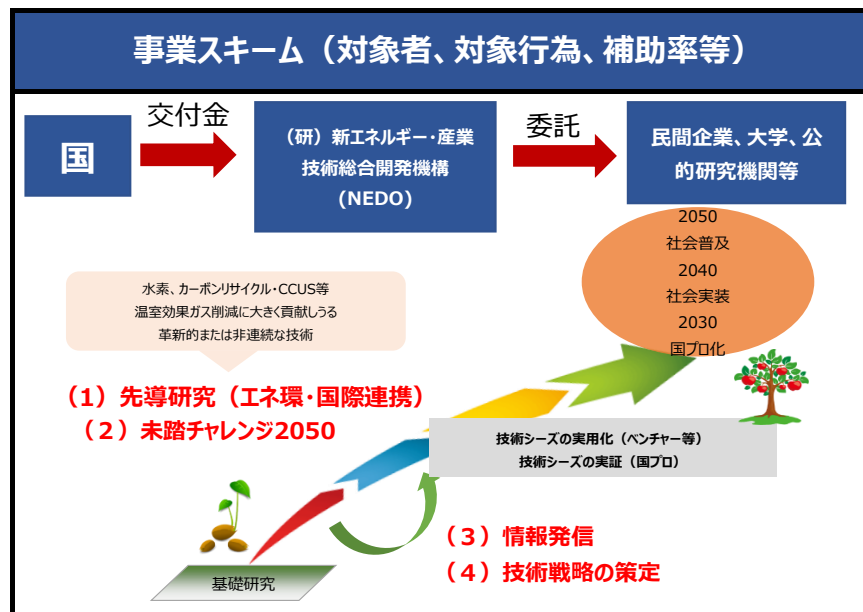 事業スキーム（対象者、対象行為、補助率等）
国
交付金
（研）新エネルギー・産業
技術総合開発機構
(NEDO)
委託
民間企業、大学、公
的研究機関等
2050
社会普及
2040
社会実装
2030
国プロ化
水素、カーボンリサイクル・CCUS等
温室効果ガス削減に大きく貢献しうる
革新的または非連続な技術
（1）先導研究（エネ環・国際連携）
（２）未踏チャレンジ2050
技術シーズの実用化（ベンチャー等）
技術シーズの実証（国プロ）
（３）情報発信
（４）技術戦略の策定
基礎研究